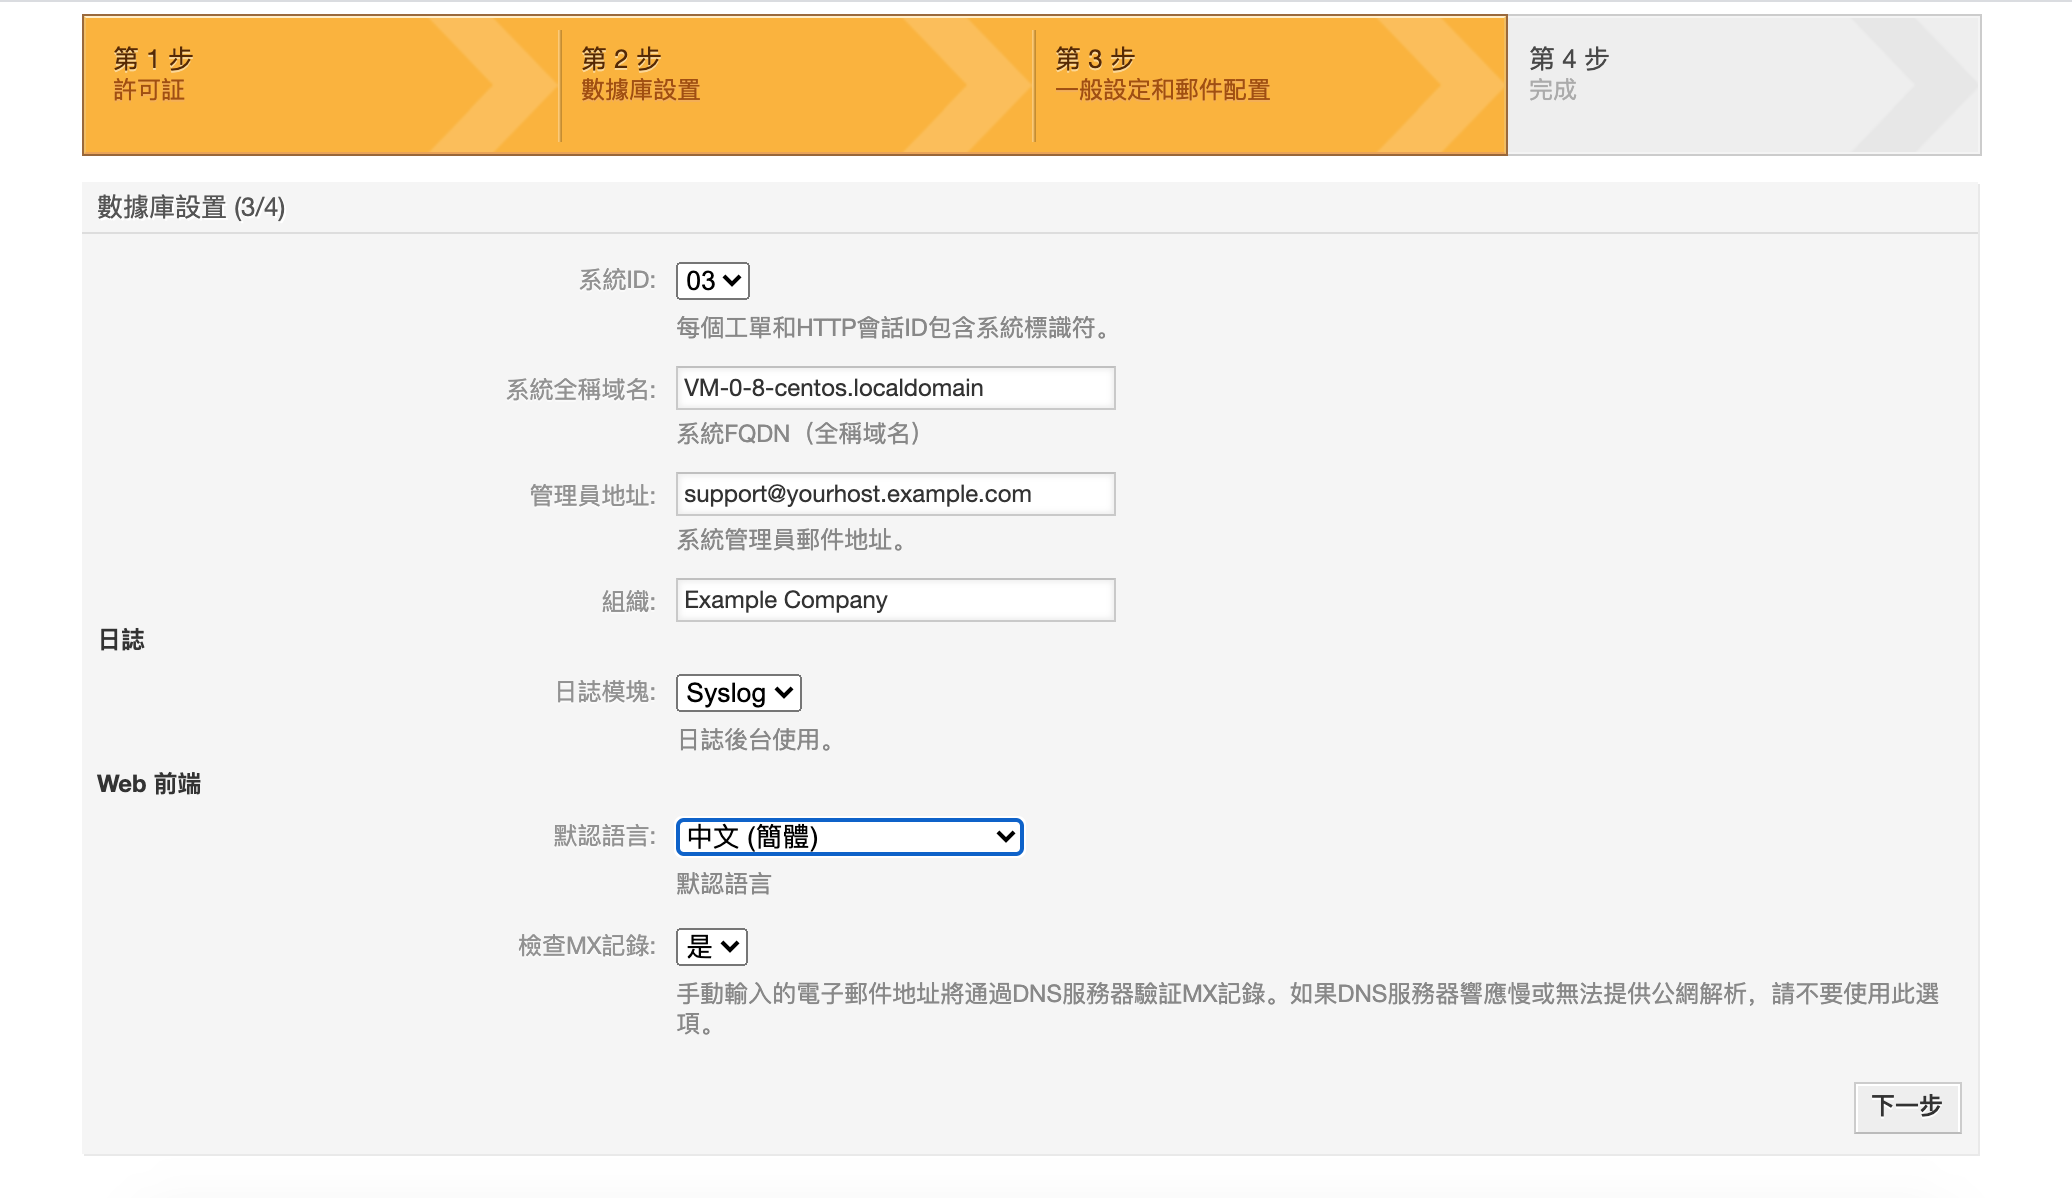 第 1 步
許可証
第 2 步
數據庫設置
第 3 步
一般設定和郵件配置
第 4 步
完成
數據庫設置 (3/4)
系統ID: 03
每個工單和HTTP會話ID包含系統標識符。
系統全稱域名: VM-0-8-centos.localdomain
系統FQDN（全稱域名）
管理員地址: support@yourhost.example.com
系統管理員郵件地址。
組織: Example Company
日誌
日誌模塊: Syslog
日誌後台使用。
Web 前端
默認語言: 中文 (簡體)
默認語言
檢查MX記錄: 是
手動輸入的電子郵件地址將通過DNS服務器驗証MX記錄。如果DNS服務器響應慢或無法提供公網解析，請不要使用此選
項。
下一步